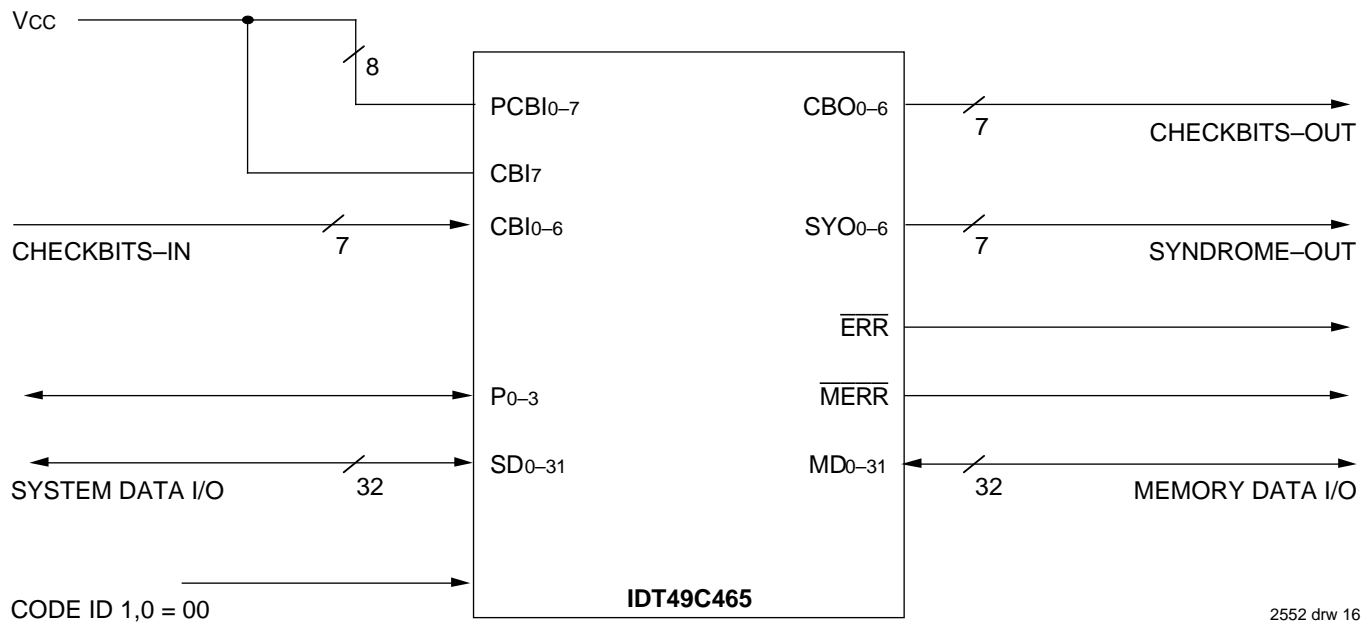 Vcc
8
PCBI0–7
CBO0–6
7
CHECKBITS–OUT
CBI7
CBI0–6
7
CHECKBITS–IN
SYO0–6
7
SYNDROME–OUT
ERR
P0–3
MERR
SD0–31
32
SYSTEM DATA I/O
MD0–31
32
MEMORY DATA I/O
CODE ID 1,0 = 00
IDT49C465
2552 drw 16